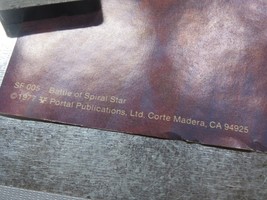 SF 005 Battle of Spiral Star
© 1977 Portal Publications, Ltd, Corte Madera, CA 94925